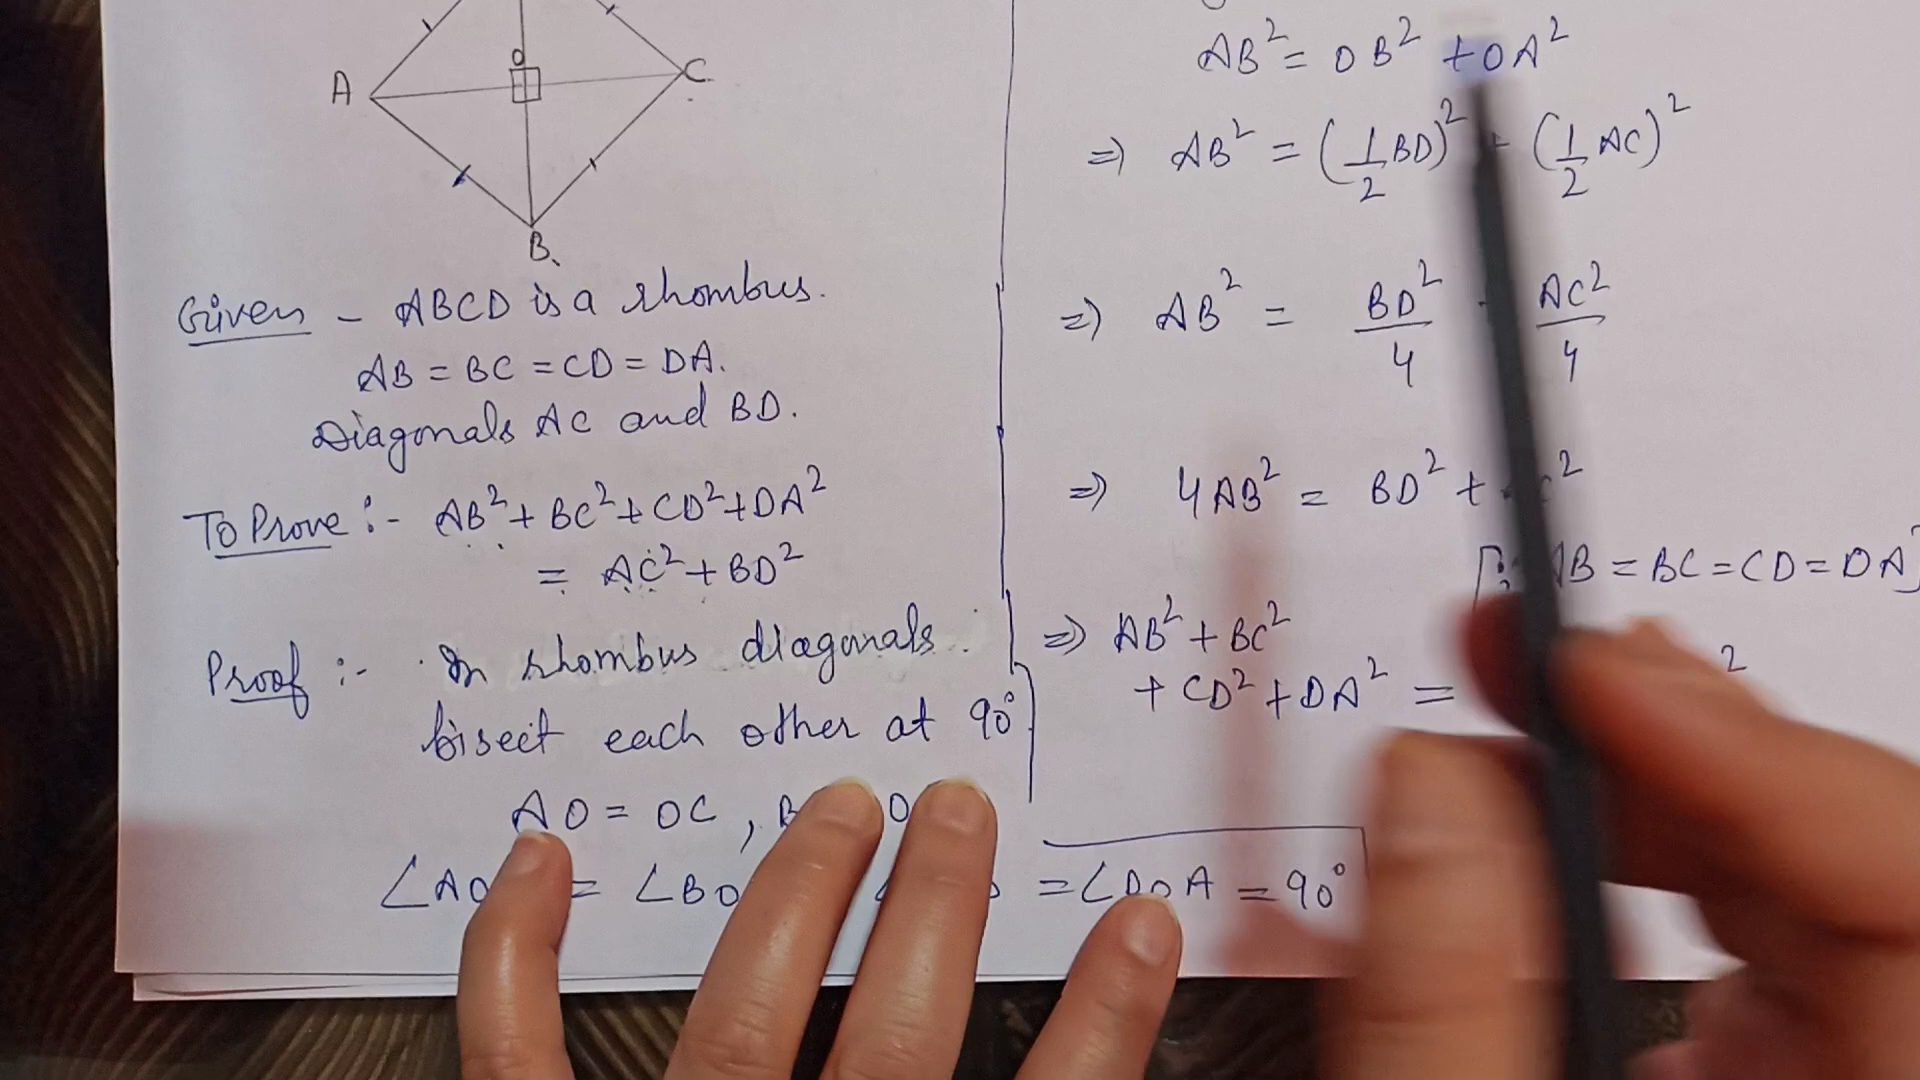 O
A
C
B
Given - ABCD is a rhombus.
AB = BC = CD = DA.
Diagonals AC and BD.
To Prove :- AB² + BC² + CD² + DA²
= AC² + BD²
Proof :- In rhombus diagonals
bisect each other at 90°
AO = OC ,
= ∠DOA = 90°
AB² = OB² + OA²
⇒ AB² = (1/2 BD)² (1/2 AC)²
⇒ AB² = BD²/4 AC²/4
⇒ 4AB² = BD² +
AB = BC = CD = DA]
⇒ AB² + BC²
+ CD² + DA² =